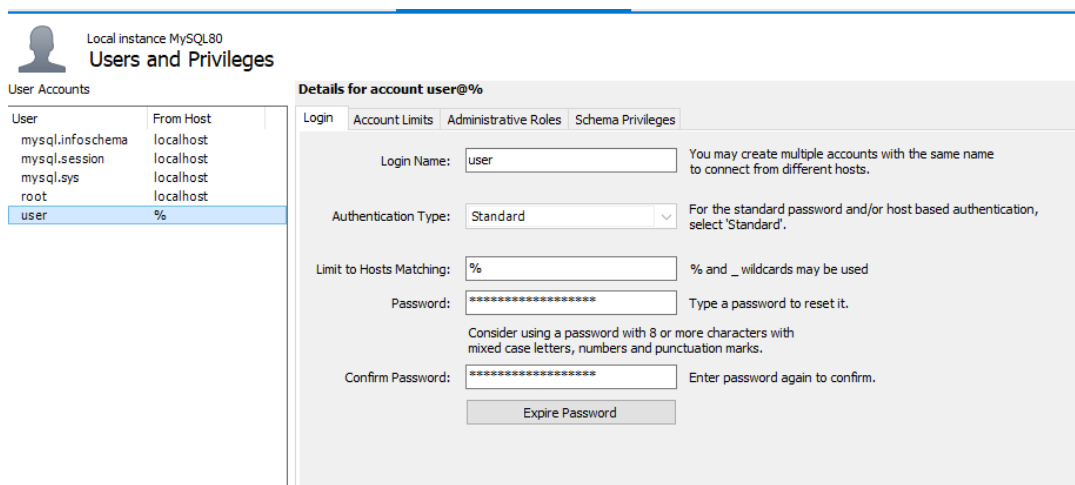 Local instance MySQL80
Users and Privileges
User Accounts
User From Host
mysql.infoschema localhost
mysql.session localhost
mysql.sys localhost
root localhost
user %
Details for account user@%
Login Account Limits Administrative Roles Schema Privileges
Login Name: user You may create multiple accounts with the same name
to connect from different hosts.
Authentication Type: Standard For the standard password and/or host based authentication,
select 'Standard'.
Limit to Hosts Matching: % % and _ wildcards may be used
Password: ****************** Type a password to reset it.
Consider using a password with 8 or more characters with
mixed case letters, numbers and punctuation marks.
Confirm Password: ****************** Enter password again to confirm.
Expire Password